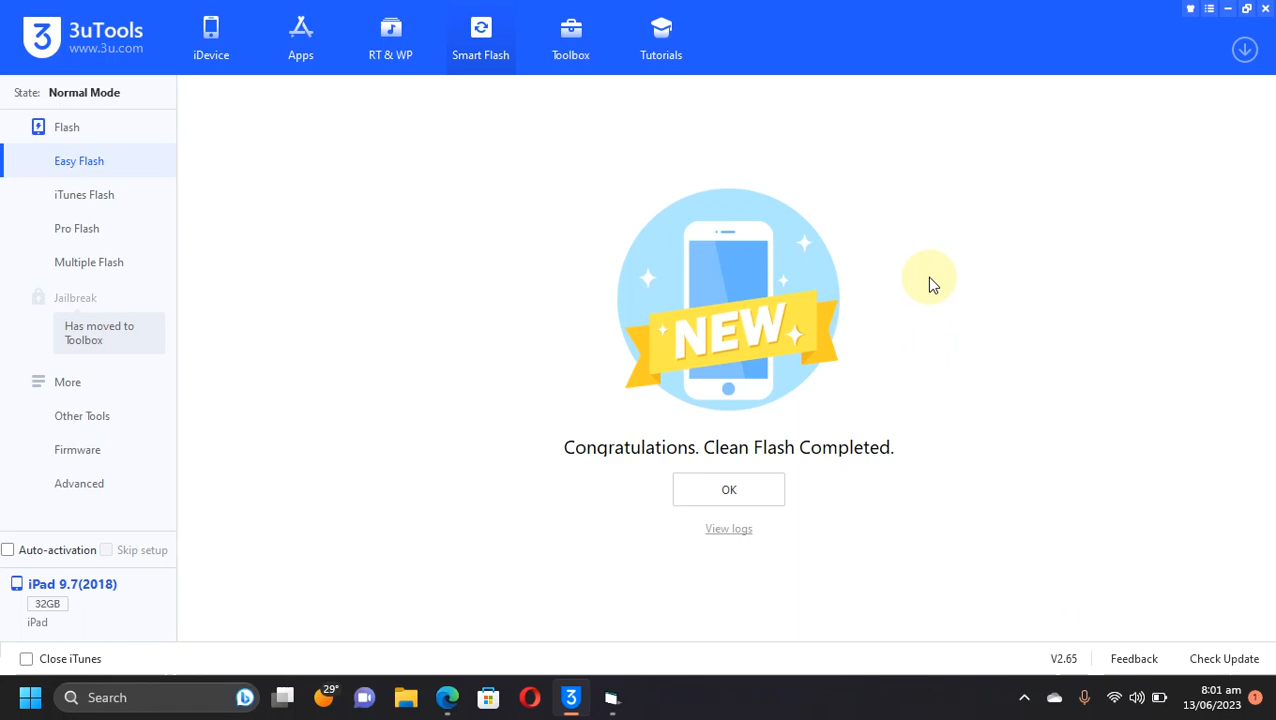 3 3uTools
www.3u.com
iDevice
Apps
RT & WP
Smart Flash
Toolbox
Tutorials
State: Normal Mode
Flash
Easy Flash
iTunes Flash
Pro Flash
Multiple Flash
Jailbreak
Has moved to
Toolbox
More
Other Tools
Firmware
Advanced
NEW
Congratulations. Clean Flash Completed.
OK
View logs
Auto-activation Skip setup
iPad 9.7(2018)
32GB
iPad
Close iTunes
V2.65
Feedback
Check Update
Search
29°
3
8:01 am
13/06/2023
1